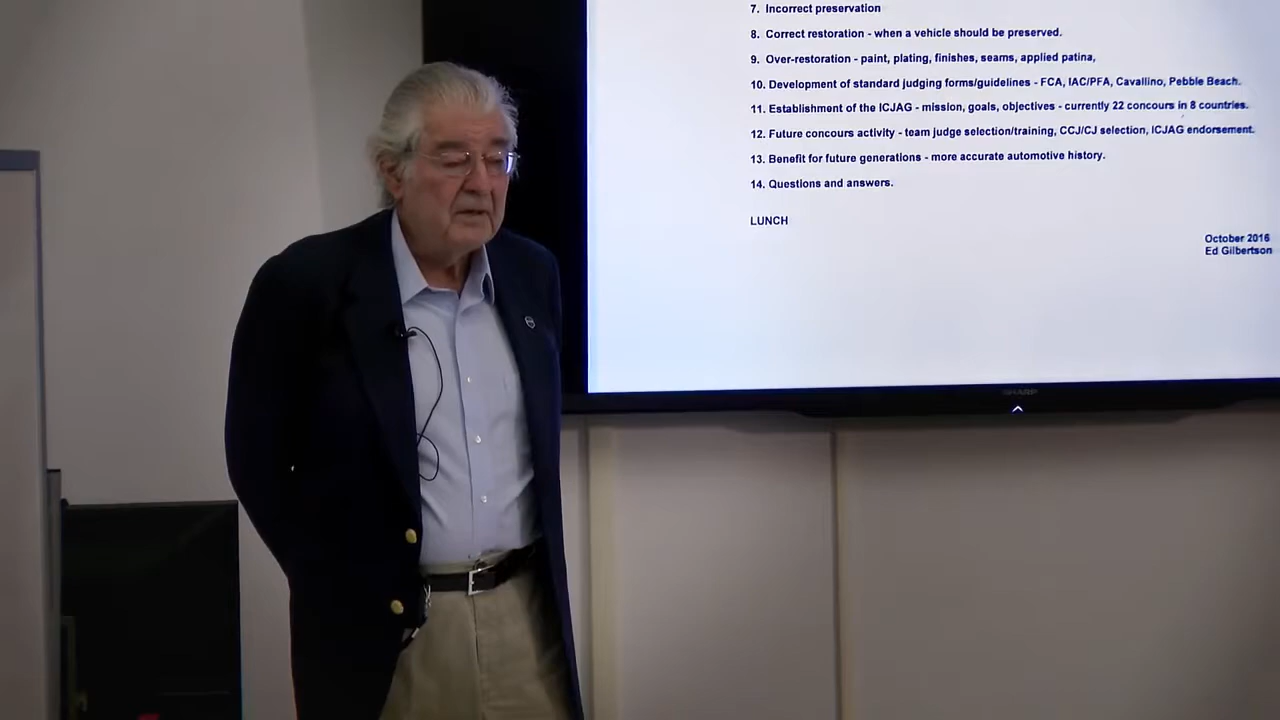 7. Incorrect preservation
8. Correct restoration - when a vehicle should be preserved.
9. Over-restoration - paint, plating, finishes, seams, applied patina,
10. Development of standard judging forms/guidelines - FCA, IAC/PFA, Cavallino, Pebble Beach.
11. Establishment of the ICJAG - mission, goals, objectives - currently 22 concours in 8 countries.
12. Future concours activity - team judge selection/training, CCJ/CJ selection, ICJAG endorsement.
13. Benefit for future generations - more accurate automotive history.
14. Questions and answers.
LUNCH
October 2016
Ed Gilbertson
SHARP